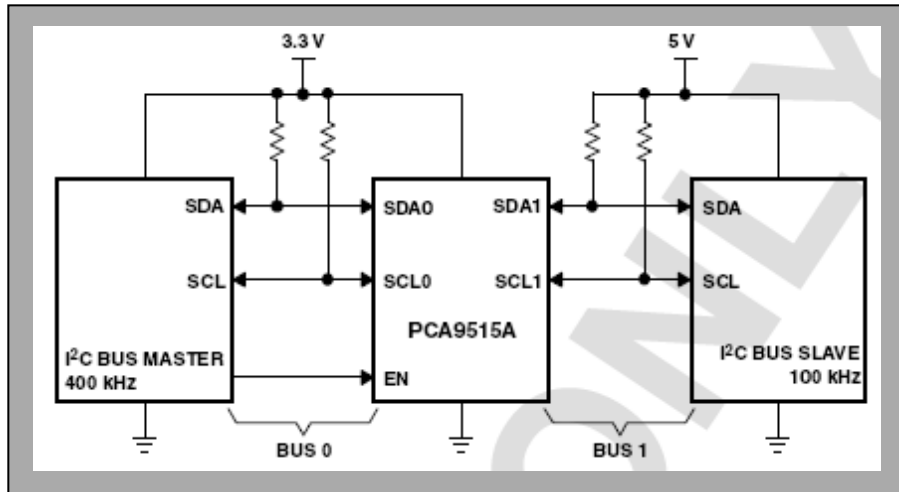 3.3 V
5 V
SDA
SDA0
SDA1
SDA
SCL
SCL0
SCL1
SCL
PCA9515A
I²C BUS MASTER
400 kHz
EN
I²C BUS SLAVE
100 kHz
BUS 0
BUS 1
ONLY